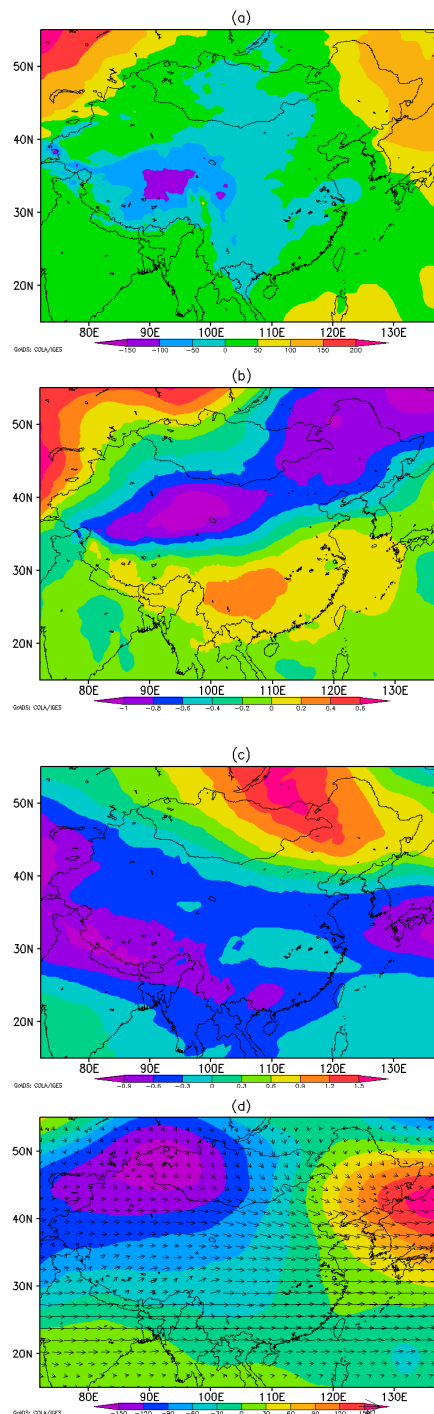 (a)
50N
40N
30N
20N
80E 90E 100E 110E 120E 130E
GrADS: COLA/IGES
-150 -100 -50 0 50 100 150 200
(b)
50N
40N
30N
20N
80E 90E 100E 110E 120E 130E
GrADS: COLA/IGES
-1 -0.8 -0.6 -0.4 -0.2 0 0.2 0.4 0.6
(c)
50N
40N
30N
20N
80E 90E 100E 110E 120E 130E
GrADS: COLA/IGES
-0.9 -0.6 -0.3 0 0.3 0.6 0.9 1.2 1.5
(d)
50N
40N
30N
20N
80E 90E 100E 110E 120E 130E
GrADS: COLA/IGES
-150 -120 -90 -60 -30 0 30 60 90 120